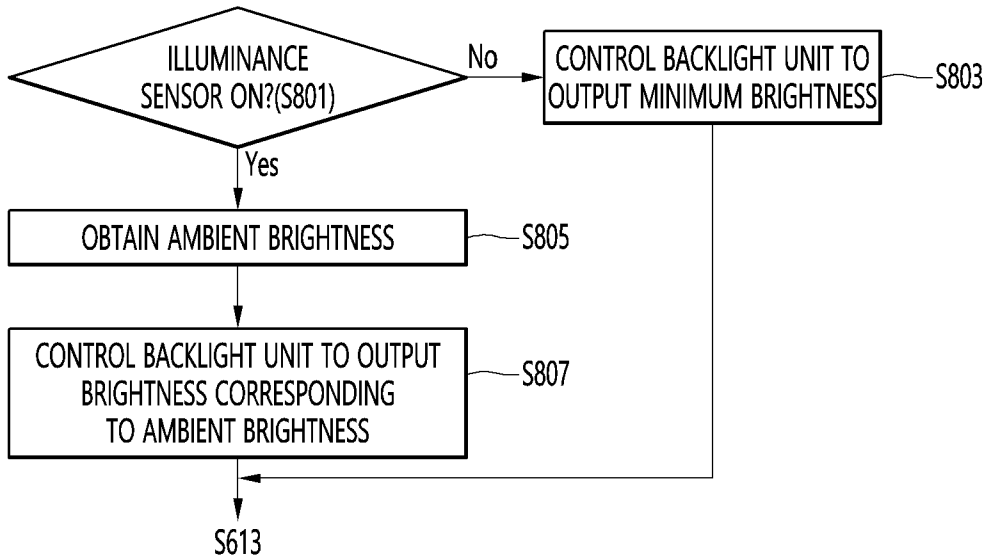 ILLUMINANCE
SENSOR ON?(S801)
No
CONTROL BACKLIGHT UNIT TO
OUTPUT MINIMUM BRIGHTNESS
S803
Yes
OBTAIN AMBIENT BRIGHTNESS
S805
CONTROL BACKLIGHT UNIT TO OUTPUT
BRIGHTNESS CORRESPONDING
TO AMBIENT BRIGHTNESS
S807
S613